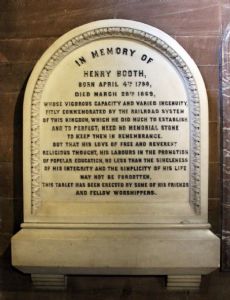 IN MEMORY OF
HENRY BOOTH,
BORN APRIL 4TH 1788,
DIED MARCH 28TH 1869,
WHOSE VIGOROUS CAPACITY AND VARIED INGENUITY,
FITLY COMMEMORATED BY THE RAILROAD SYSTEM
OF THIS KINGDOM, WHICH HE DID MUCH TO ESTABLISH
AND TO PERFECT, NEED NO MEMORIAL STONE
TO KEEP THEM IN REMEMBRANCE.
BUT THAT HIS LOVE OF FREE AND REVERENT
RELIGIOUS THOUGHT, HIS LABOURS IN THE PROMOTION
OF POPULAR EDUCATION, NO LESS THAN THE SINGLENESS
OF HIS INTEGRITY AND THE SIMPLICITY OF HIS LIFE
MAY NOT BE FORGOTTEN,
THIS TABLET HAS BEEN ERECTED BY SOME OF HIS FRIENDS
AND FELLOW WORSHIPPERS.